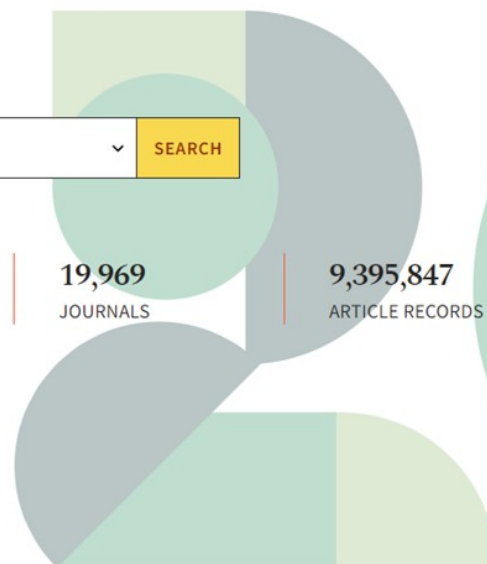 SEARCH
19,969
JOURNALS
9,395,847
ARTICLE RECORDS